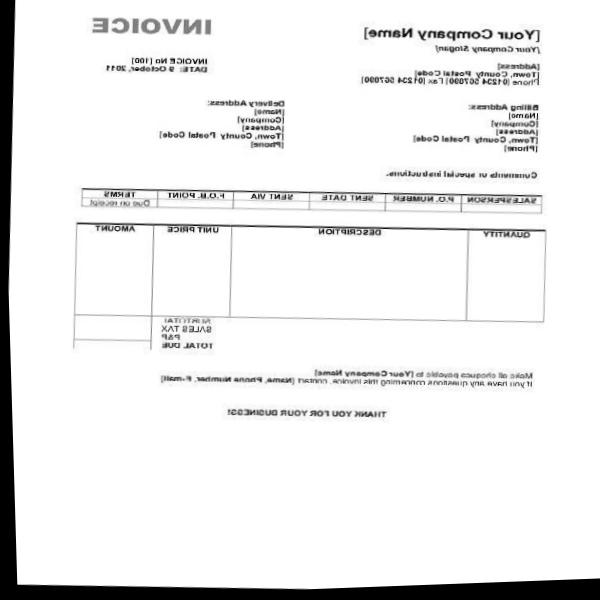 [Your Company Name]
INVOICE
[Your Company Slogan]
[Address]
[Town, County Postal Code]
Phone [01234 567890] Fax [01234 567890]
INVOICE No [100]
DATE: 9 October, 2011
Billing Address:
[Name]
[Company]
[Address]
[Town, County Postal Code]
[Phone]
Delivery Address:
[Name]
[Company]
[Address]
[Town, County Postal Code]
[Phone]
Comments or special instructions.
SALESPERSON P.O. NUMBER SENT DATE SENT VIA F.O.B. POINT TERMS
Due on receipt
QUANTITY DESCRIPTION UNIT PRICE AMOUNT
SUBTOTAL
SALES TAX
P&P
TOTAL DUE
Make all cheques payable to [Your Company Name]
If you have any questions concerning this invoice, contact [Name, Phone Number, E-mail]
THANK YOU FOR YOUR BUSINESS!